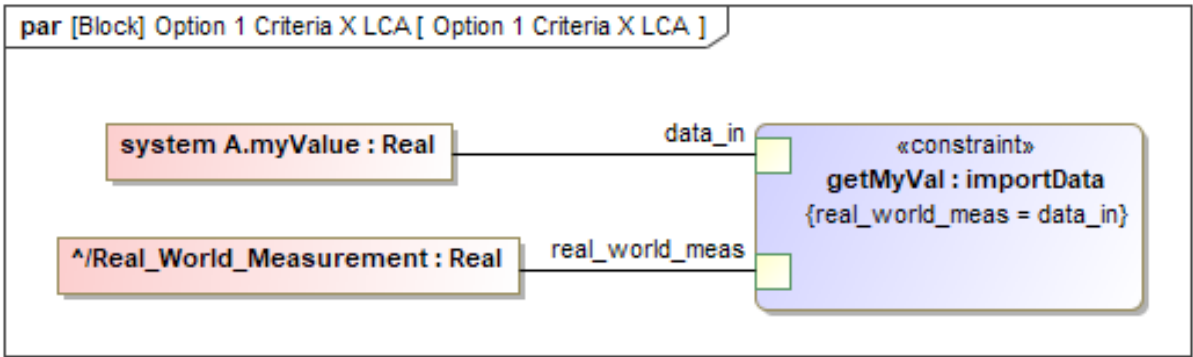 par [Block] Option 1 Criteria X LCA [ Option 1 Criteria X LCA ]
system A.myValue : Real
data_in
«constraint»
getMyVal : importData
{real_world_meas = data_in}
^/Real_World_Measurement : Real
real_world_meas